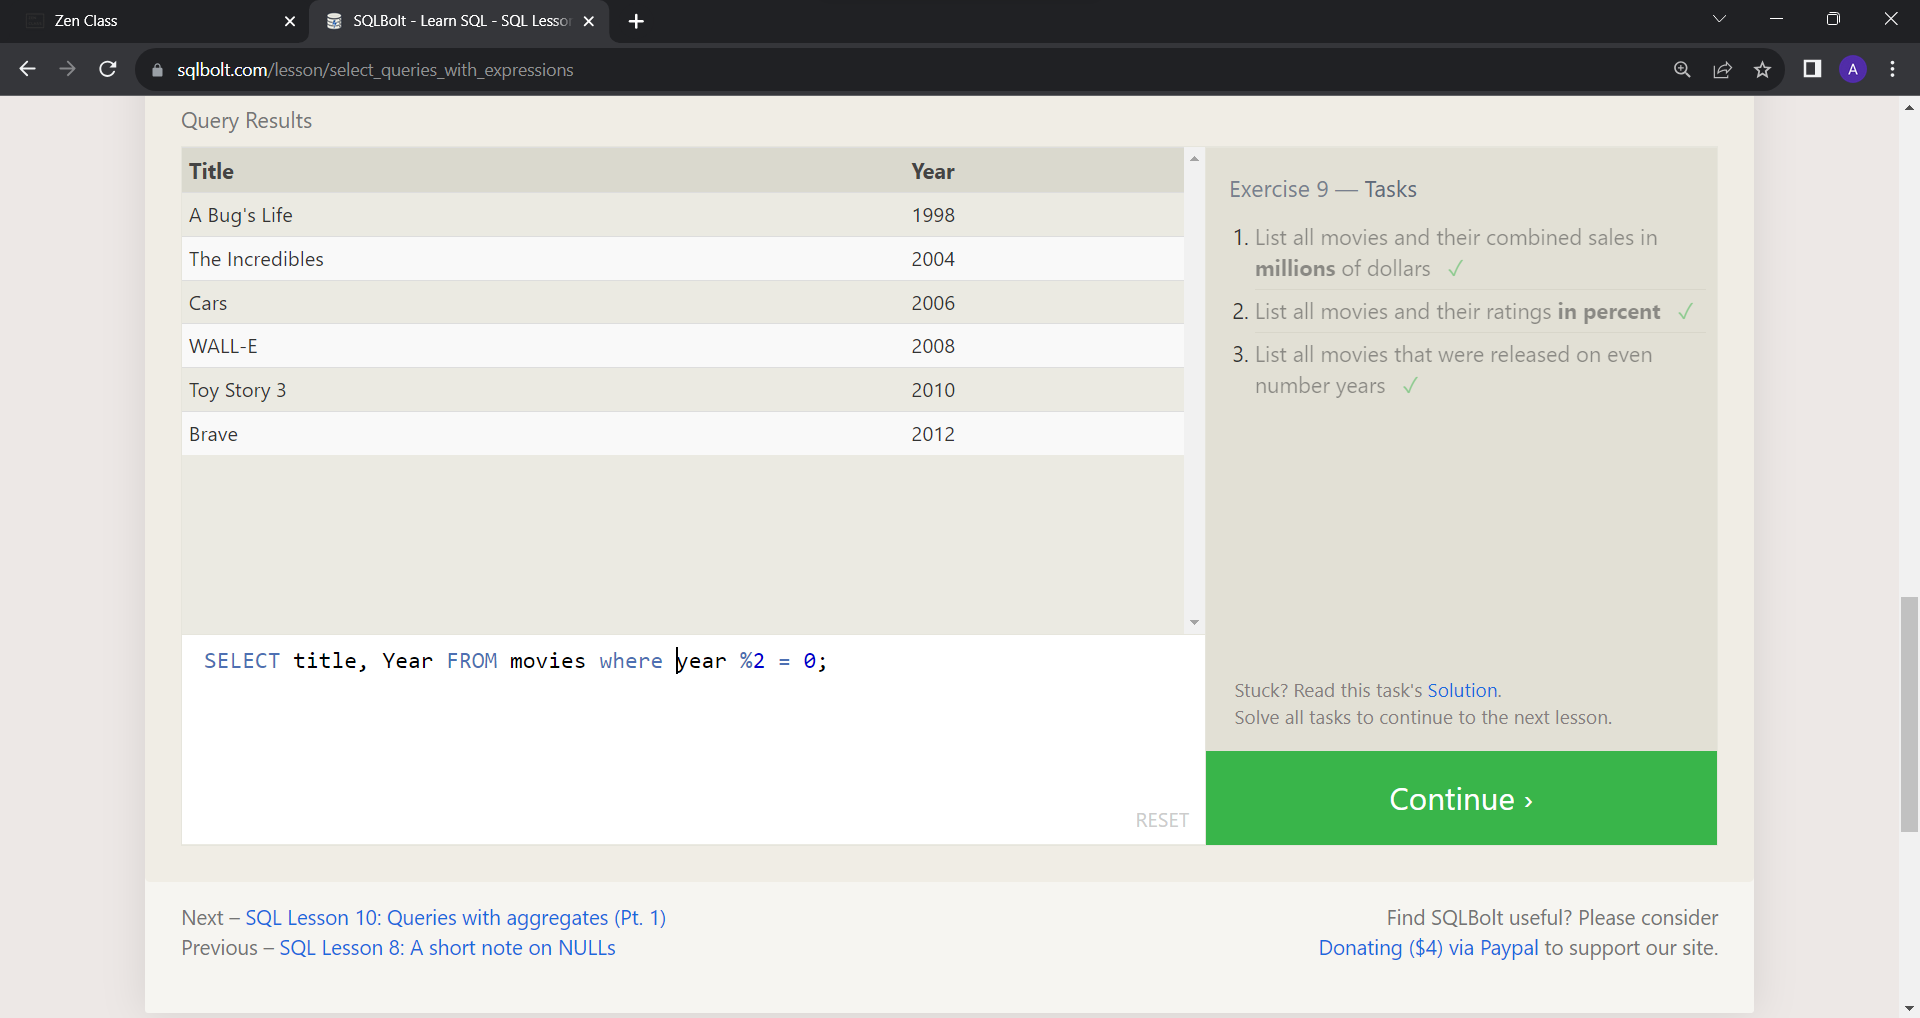 Zen Class
SQLBolt - Learn SQL - SQL Lesso
sqlbolt.com/lesson/select_queries_with_expressions
A
Query Results
Title Year
A Bug's Life 1998
The Incredibles 2004
Cars 2006
WALL-E 2008
Toy Story 3 2010
Brave 2012
SELECT title, Year FROM movies where year %2 = 0;
RESET
Exercise 9 — Tasks
1. List all movies and their combined sales in
millions of dollars ✓
2. List all movies and their ratings in percent ✓
3. List all movies that were released on even
number years ✓
Stuck? Read this task's Solution.
Solve all tasks to continue to the next lesson.
Continue ›
Next – SQL Lesson 10: Queries with aggregates (Pt. 1)
Previous – SQL Lesson 8: A short note on NULLs
Find SQLBolt useful? Please consider
Donating ($4) via Paypal to support our site.